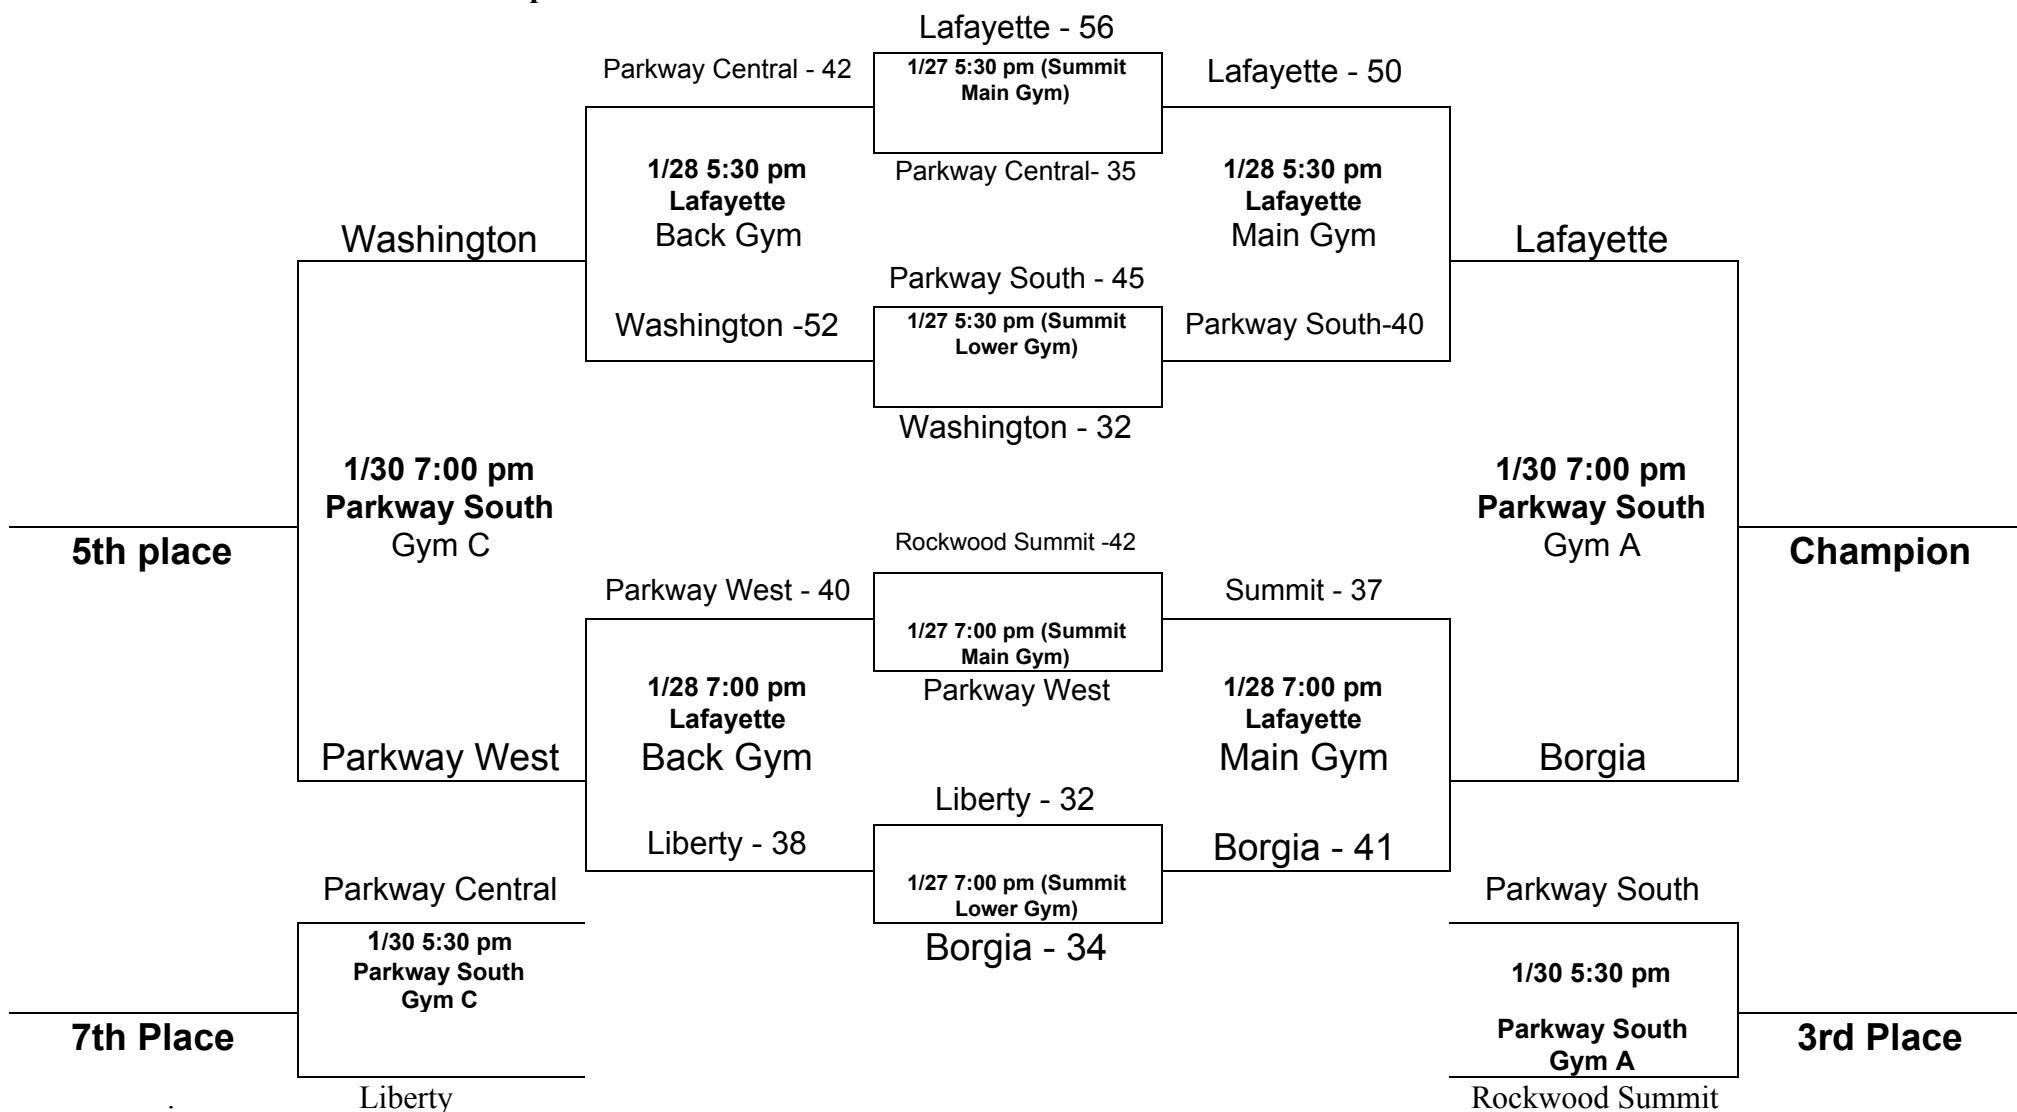 Lafayette - 56
Parkway Central - 42
1/27 5:30 pm (Summit
Main Gym)
Lafayette - 50
1/28 5:30 pm
Lafayette
Back Gym
Parkway Central- 35
1/28 5:30 pm
Lafayette
Main Gym
Washington
Lafayette
Parkway South - 45
Washington -52
1/27 5:30 pm (Summit
Lower Gym)
Parkway South-40
Washington - 32
1/30 7:00 pm
Parkway South
Gym C
1/30 7:00 pm
Parkway South
Gym A
5th place
Rockwood Summit -42
Champion
Parkway West - 40
1/27 7:00 pm (Summit
Main Gym)
Summit - 37
1/28 7:00 pm
Lafayette
Back Gym
Parkway West
1/28 7:00 pm
Lafayette
Main Gym
Parkway West
Borgia
Liberty - 32
Liberty - 38
1/27 7:00 pm (Summit
Lower Gym)
Borgia - 41
Borgia - 34
Parkway Central
1/30 5:30 pm
Parkway South
Gym C
Parkway South
1/30 5:30 pm
Parkway South
Gym A
7th Place
3rd Place
.
Liberty
Rockwood Summit